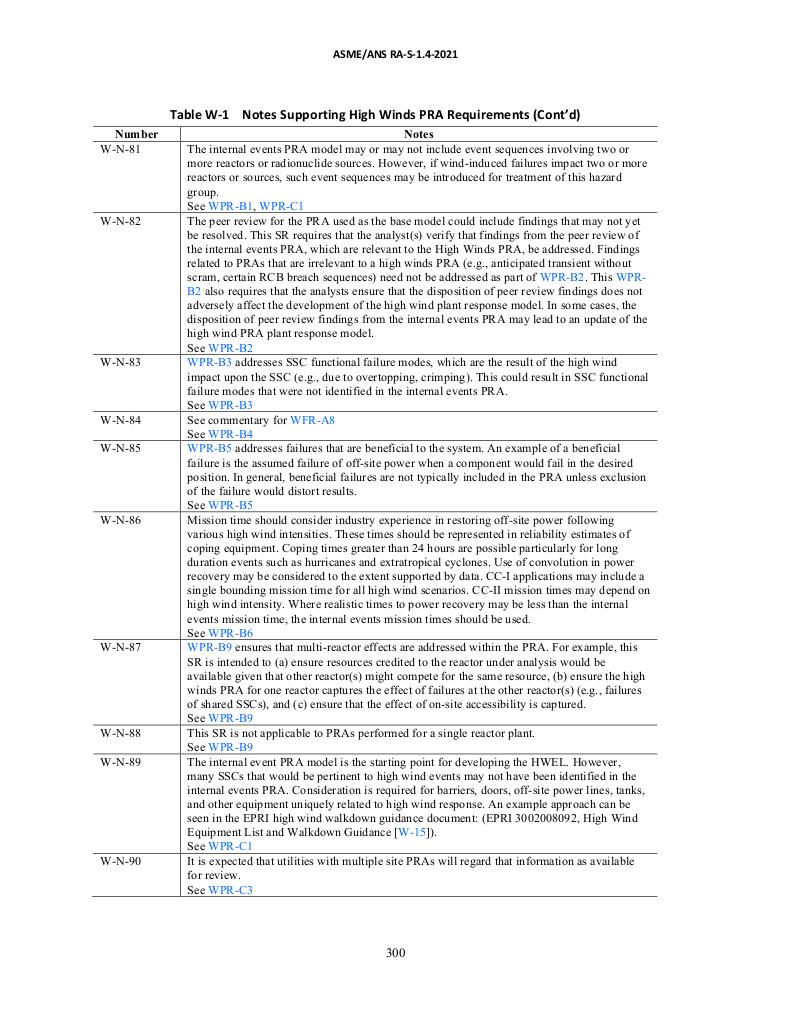 ASME/ANS RA-S-1.4-2021
Table W-1 Notes Supporting High Winds PRA Requirements (Cont'd)
Number Notes
W-N-81 The internal events PRA model may or may not include event sequences involving two or
more reactors or radionuclide sources. However, if wind-induced failures impact two or more
reactors or sources, such event sequences may be introduced for treatment of this hazard
group.
See WPR-B1, WPR-C1
W-N-82 The peer review for the PRA used as the base model could include findings that may not yet
be resolved. This SR requires that the analyst(s) verify that findings from the peer review of
the internal events PRA, which are relevant to the High Winds PRA, be addressed. Findings
related to PRAs that are irrelevant to a high winds PRA (e.g., anticipated transient without
scram, certain RCB breach sequences) need not be addressed as part of WPR-B2. This WPR-
B2 also requires that the analysts ensure that the disposition of peer review findings does not
adversely affect the development of the high wind plant response model. In some cases, the
disposition of peer review findings from the internal events PRA may lead to an update of the
high wind PRA plant response model.
See WPR-B2
W-N-83 WPR-B3 addresses SSC functional failure modes, which are the result of the high wind
impact upon the SSC (e.g., due to overtopping, crimping). This could result in SSC functional
failure modes that were not identified in the internal events PRA.
See WPR-B3
W-N-84 See commentary for WFR-A8
See WPR-B4
W-N-85 WPR-B5 addresses failures that are beneficial to the system. An example of a beneficial
failure is the assumed failure of off-site power when a component would fail in the desired
position. In general, beneficial failures are not typically included in the PRA unless exclusion
of the failure would distort results.
See WPR-B5
W-N-86 Mission time should consider industry experience in restoring off-site power following
various high wind intensities. These times should be represented in reliability estimates of
coping equipment. Coping times greater than 24 hours are possible particularly for long
duration events such as hurricanes and extratropical cyclones. Use of convolution in power
recovery may be considered to the extent supported by data. CC-I applications may include a
single bounding mission time for all high wind scenarios. CC-II mission times may depend on
high wind intensity. Where realistic times to power recovery may be less than the internal
events mission time, the internal events mission times should be used.
See WPR-B6
W-N-87 WPR-B9 ensures that multi-reactor effects are addressed within the PRA. For example, this
SR is intended to (a) ensure resources credited to the reactor under analysis would be
available given that other reactor(s) might compete for the same resource, (b) ensure the high
winds PRA for one reactor captures the effect of failures at the other reactor(s) (e.g., failures
of shared SSCs), and (c) ensure that the effect of on-site accessibility is captured.
See WPR-B9
W-N-88 This SR is not applicable to PRAs performed for a single reactor plant.
See WPR-B9
W-N-89 The internal event PRA model is the starting point for developing the HWEL. However,
many SSCs that would be pertinent to high wind events may not have been identified in the
internal events PRA. Consideration is required for barriers, doors, off-site power lines, tanks,
and other equipment uniquely related to high wind response. An example approach can be
seen in the EPRI high wind walkdown guidance document: (EPRI 3002008092, High Wind
Equipment List and Walkdown Guidance [W-15]).
See WPR-C1
W-N-90 It is expected that utilities with multiple site PRAs will regard that information as available
for review.
See WPR-C3
300